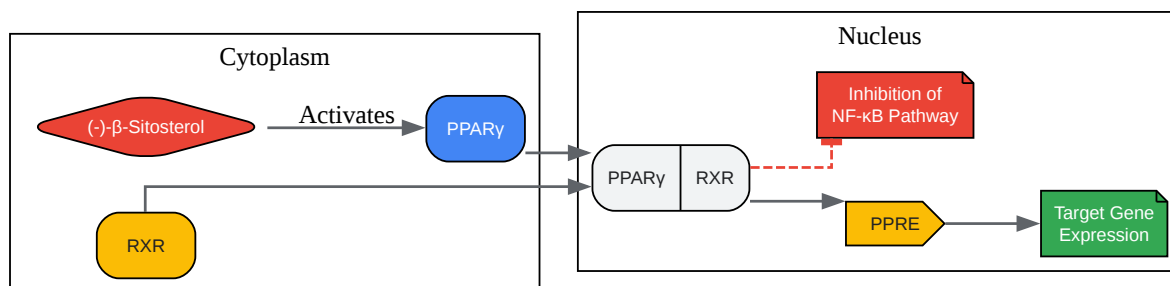 Cytoplasm
Nucleus
(-)-β-Sitosterol
Activates
PPARγ
RXR
PPARγ
RXR
Inhibition of
NF-κB Pathway
PPRE
Target Gene
Expression